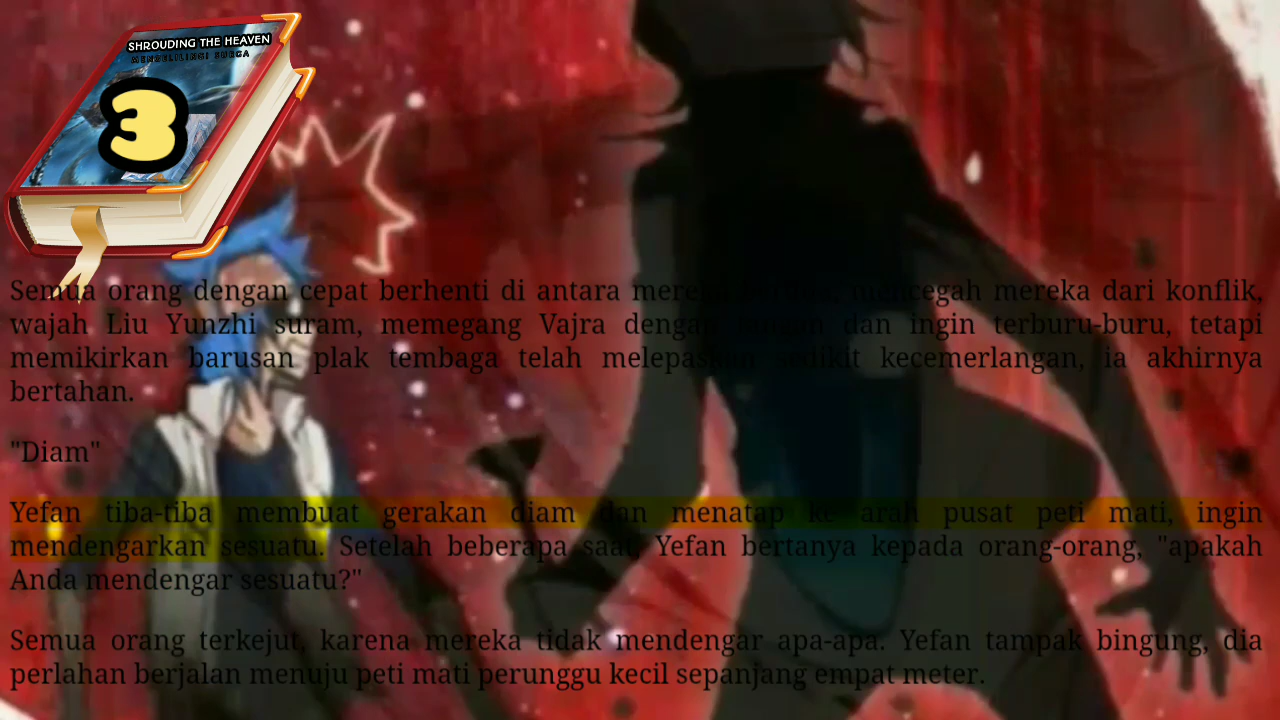 SHROUDING THE HEAVEN
MENGELILINGI SURGA
3
Semua orang dengan cepat berhenti di antara mereka berdua, mencegah mereka dari konflik,
wajah Liu Yunzhi suram, memegang Vajra dengan dan ingin terburu-buru, tetapi
memikirkan barusan plak tembaga telah melepaskan sedikit kecemerlangan, ia akhirnya
bertahan.
"Diam"
Yefan tiba-tiba membuat gerakan diam dan menatap ke arah pusat peti mati, ingin
mendengarkan sesuatu. Setelah beberapa saat, Yefan bertanya kepada orang-orang, "apakah
Anda mendengar sesuatu?"
Semua orang terkejut, karena mereka tidak mendengar apa-apa. Yefan tampak bingung, dia
perlahan berjalan menuju peti mati perunggu kecil sepanjang empat meter.